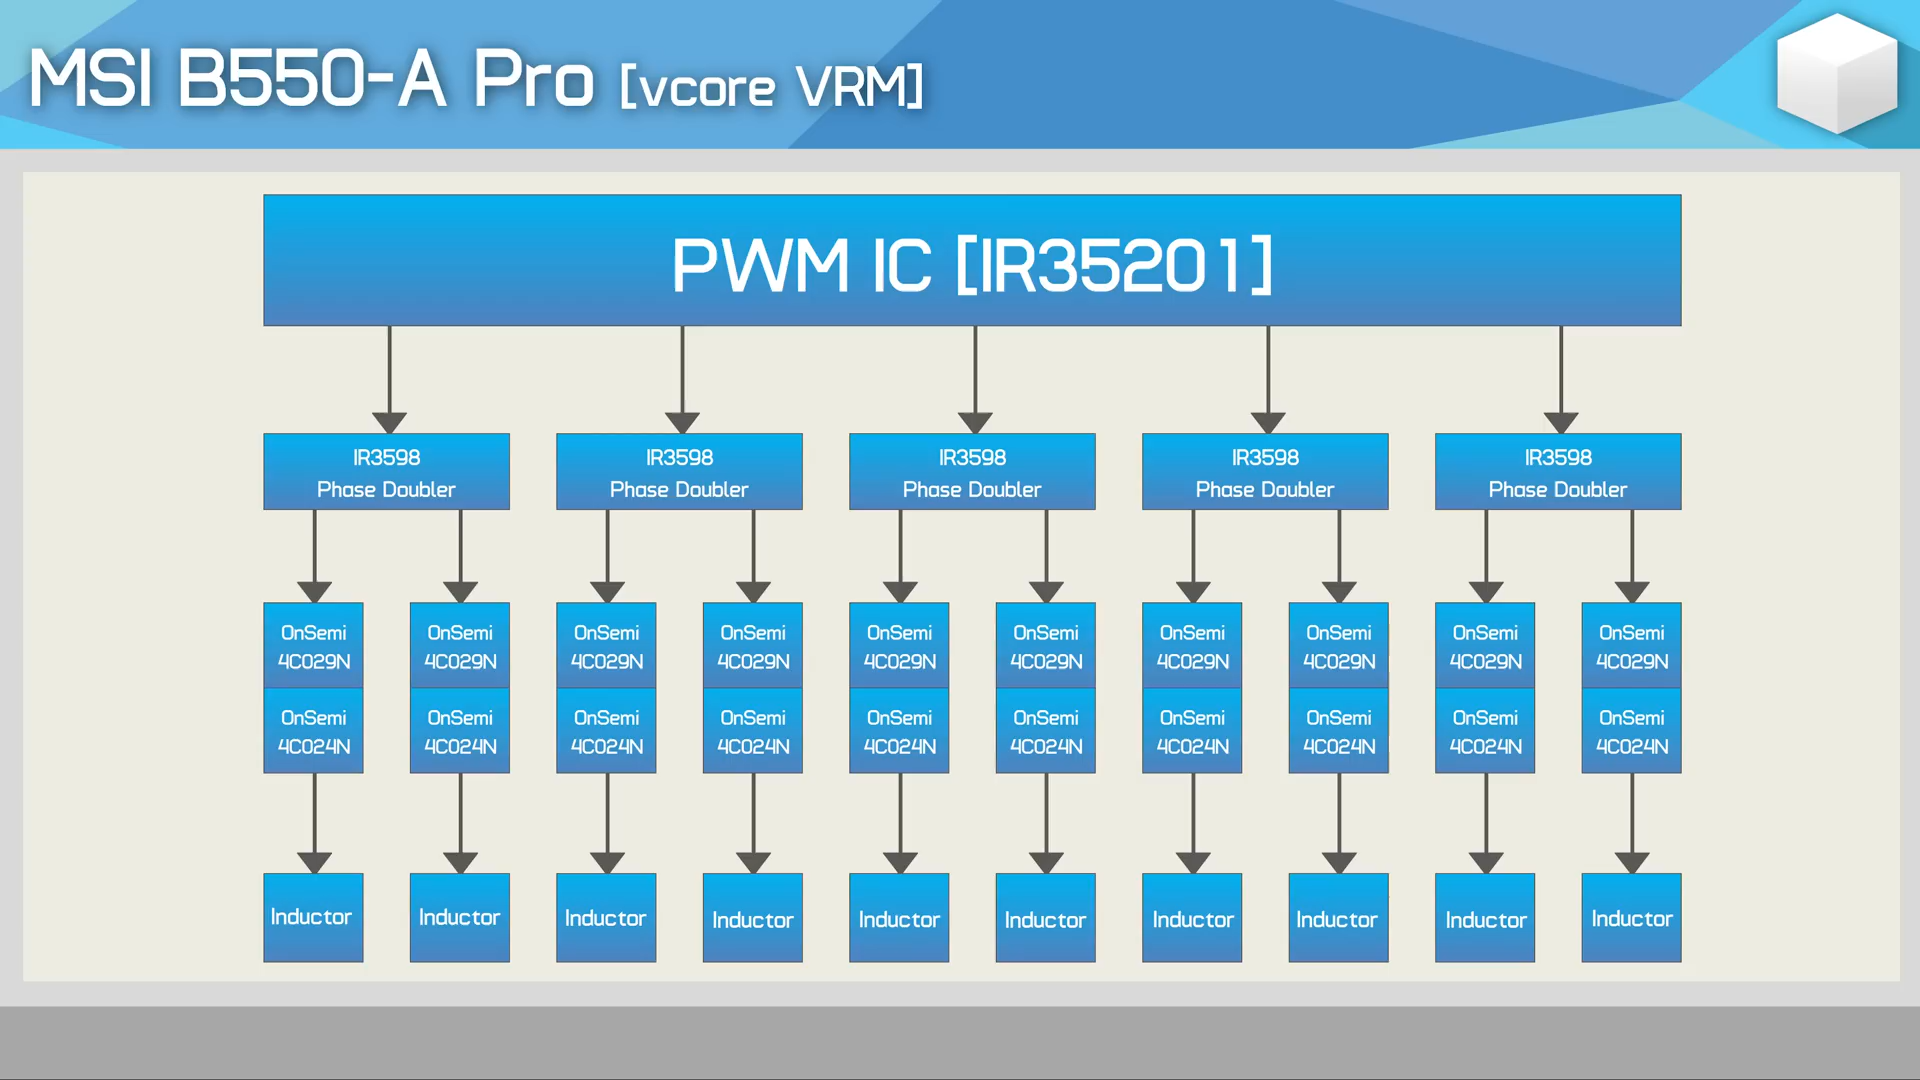 MSI B550-A Pro [vcore VRM]
PWM IC [IR35201]
IR3598
Phase Doubler
IR3598
Phase Doubler
IR3598
Phase Doubler
IR3598
Phase Doubler
IR3598
Phase Doubler
OnSemi
4C029N
OnSemi
4C029N
OnSemi
4C029N
OnSemi
4C029N
OnSemi
4C029N
OnSemi
4C029N
OnSemi
4C029N
OnSemi
4C029N
OnSemi
4C029N
OnSemi
4C029N
OnSemi
4C024N
OnSemi
4C024N
OnSemi
4C024N
OnSemi
4C024N
OnSemi
4C024N
OnSemi
4C024N
OnSemi
4C024N
OnSemi
4C024N
OnSemi
4C024N
OnSemi
4C024N
Inductor
Inductor
Inductor
Inductor
Inductor
Inductor
Inductor
Inductor
Inductor
Inductor